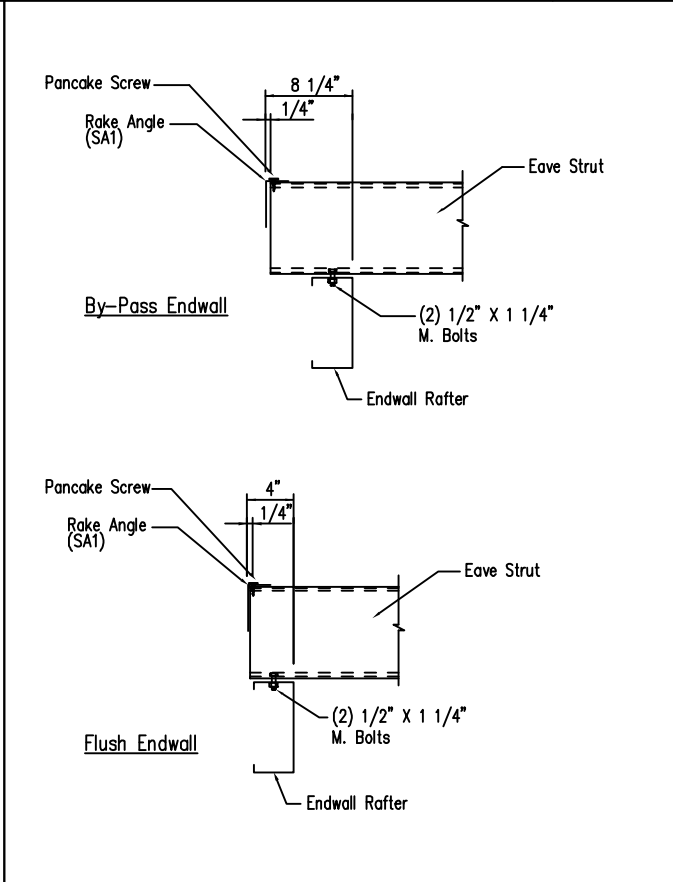 Pancake Screw
8 1/4"
1/4"
Rake Angle
(SA1)
Eave Strut
By-Pass Endwall
(2) 1/2" X 1 1/4"
M. Bolts
Endwall Rafter
Pancake Screw
4"
1/4"
Rake Angle
(SA1)
Eave Strut
(2) 1/2" X 1 1/4"
M. Bolts
Flush Endwall
Endwall Rafter